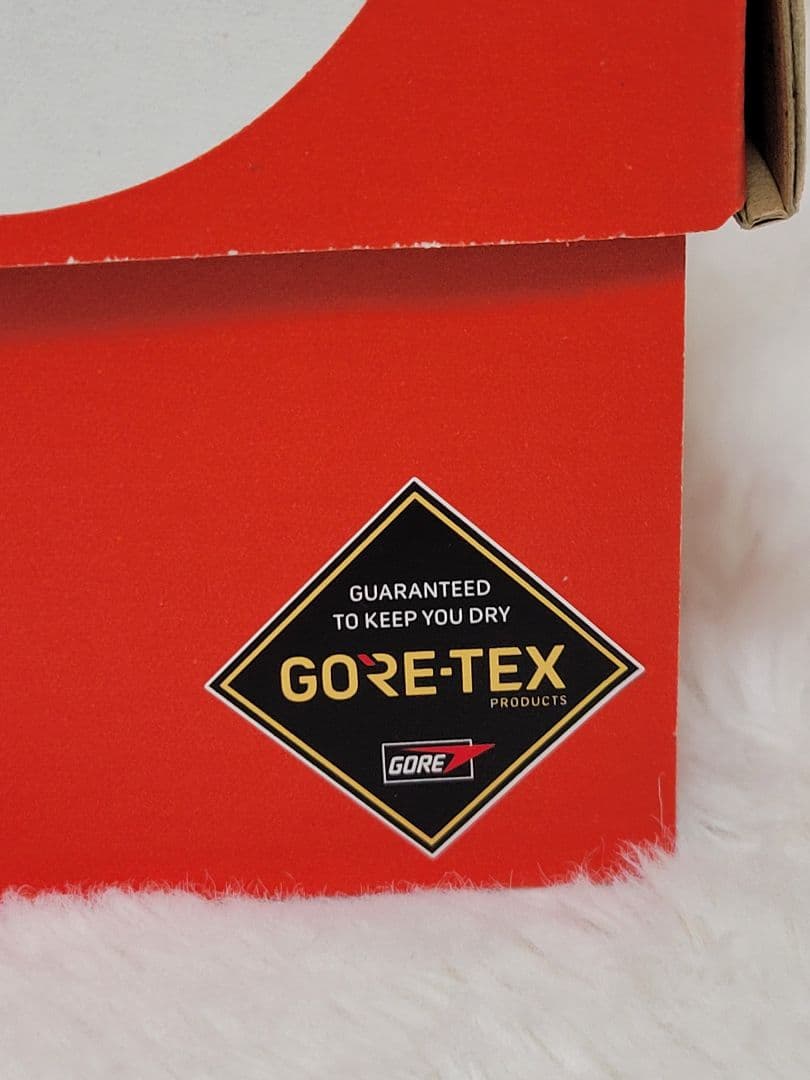 GUARANTEED
TO KEEP YOU DRY
GORE-TEX
PRODUCTS
GORE